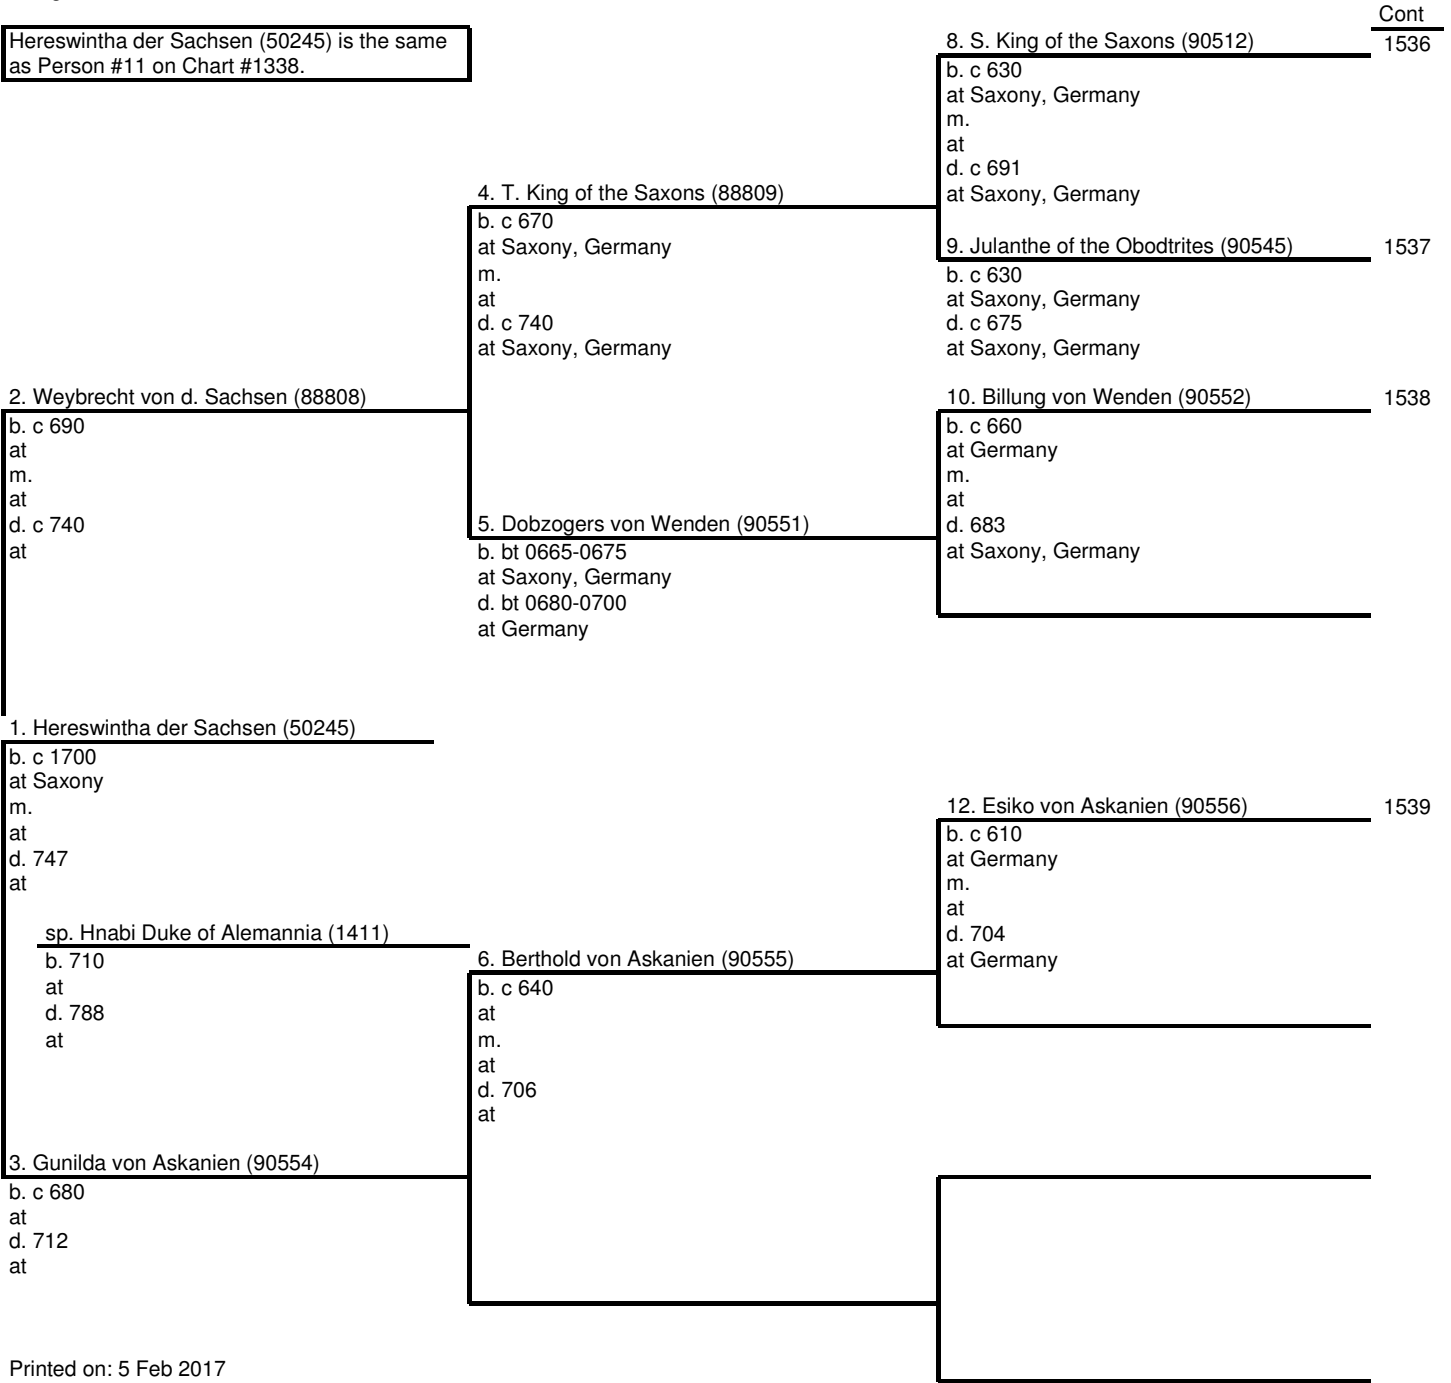 Cont
Hereswintha der Sachsen (50245) is the same
as Person #11 on Chart #1338.
8. S. King of the Saxons (90512) 1536
b. c 630
at Saxony, Germany
m.
at
d. c 691
at Saxony, Germany
4. T. King of the Saxons (88809)
b. c 670
at Saxony, Germany
m.
at
d. c 740
at Saxony, Germany
9. Julanthe of the Obodtrites (90545) 1537
b. c 630
at Saxony, Germany
d. c 675
at Saxony, Germany
2. Weybrecht von d. Sachsen (88808)
b. c 690
at
m.
at
d. c 740
at
10. Billung von Wenden (90552) 1538
b. c 660
at Germany
m.
at
d. 683
at Saxony, Germany
5. Dobzogers von Wenden (90551)
b. bt 0665-0675
at Saxony, Germany
d. bt 0680-0700
at Germany
1. Hereswintha der Sachsen (50245)
b. c 1700
at Saxony
m.
at
d. 747
at
sp. Hnabi Duke of Alemannia (1411)
b. 710
at
d. 788
at
12. Esiko von Askanien (90556) 1539
b. c 610
at Germany
m.
at
d. 704
at Germany
6. Berthold von Askanien (90555)
b. c 640
at
m.
at
d. 706
at
3. Gunilda von Askanien (90554)
b. c 680
at
d. 712
at
Printed on: 5 Feb 2017